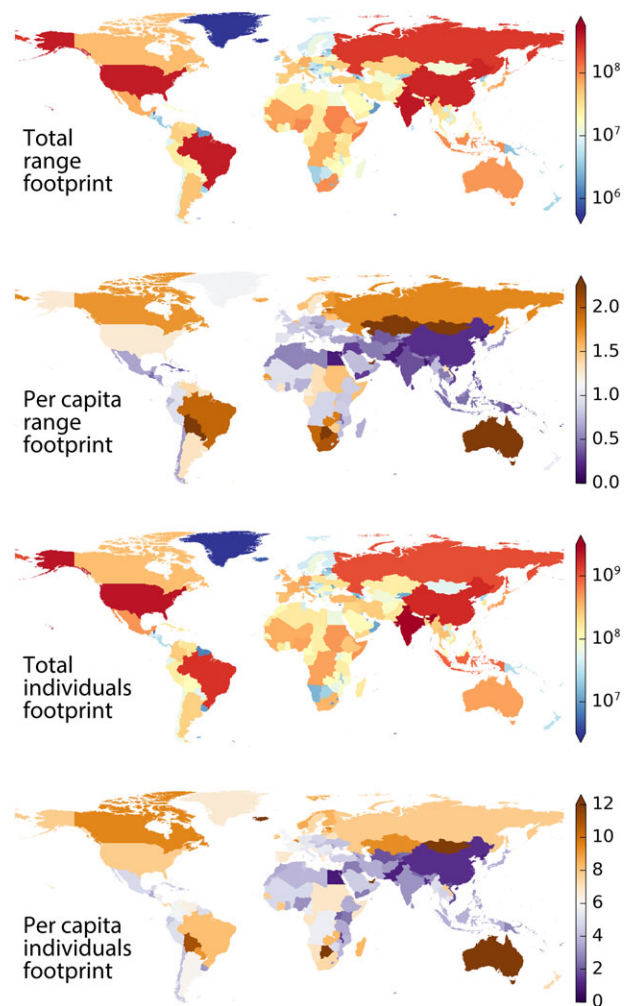 Total
range
footprint
10⁸
10⁷
10⁶
Per capita
range
footprint
2.0
1.5
1.0
0.5
0.0
Total
individuals
footprint
10⁹
10⁸
10⁷
Per capita
individuals
footprint
12
10
8
6
4
2
0